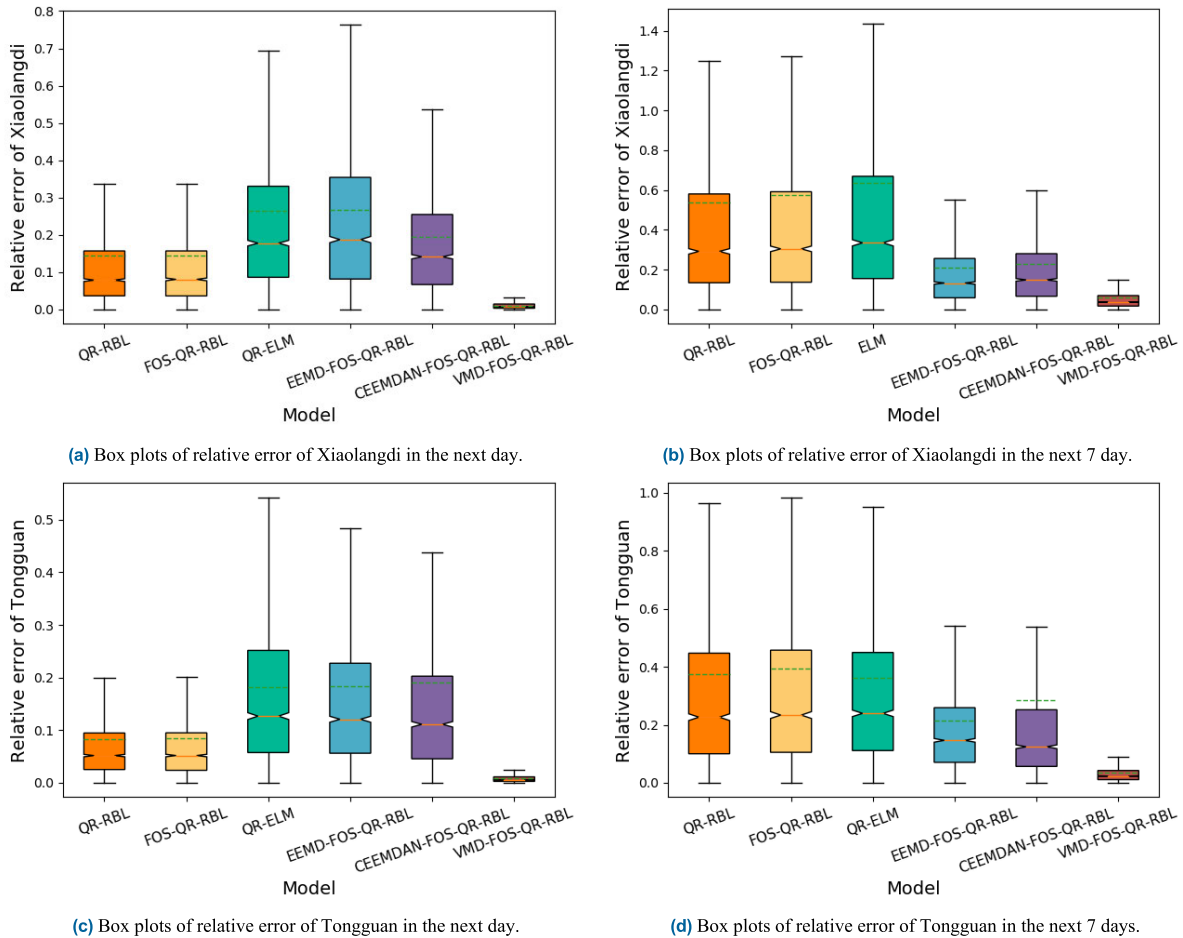 0.8
0.7
0.6
0.5
0.4
0.3
0.2
0.1
0.0
Relative error of Xiaolangdi
QR-RBL
FOS-QR-RBL
QR-ELM
EEMD-FOS-QR-RBL
CEEMDAN-FOS-QR-RBL
VMD-FOS-QR-RBL
Model
(a) Box plots of relative error of Xiaolangdi in the next day.
1.4
1.2
1.0
0.8
0.6
0.4
0.2
0.0
Relative error of Xiaolangdi
QR-RBL
FOS-QR-RBL
ELM
EEMD-FOS-QR-RBL
CEEMDAN-FOS-QR-RBL
VMD-FOS-QR-RBL
Model
(b) Box plots of relative error of Xiaolangdi in the next 7 day.
0.5
0.4
0.3
0.2
0.1
0.0
Relative error of Tongguan
QR-RBL
FOS-QR-RBL
QR-ELM
EEMD-FOS-QR-RBL
CEEMDAN-FOS-QR-RBL
VMD-FOS-QR-RBL
Model
(c) Box plots of relative error of Tongguan in the next day.
1.0
0.8
0.6
0.4
0.2
0.0
Relative error of Tongguan
QR-RBL
FOS-QR-RBL
QR-ELM
EEMD-FOS-QR-RBL
CEEMDAN-FOS-QR-RBL
VMD-FOS-QR-RBL
Model
(d) Box plots of relative error of Tongguan in the next 7 days.